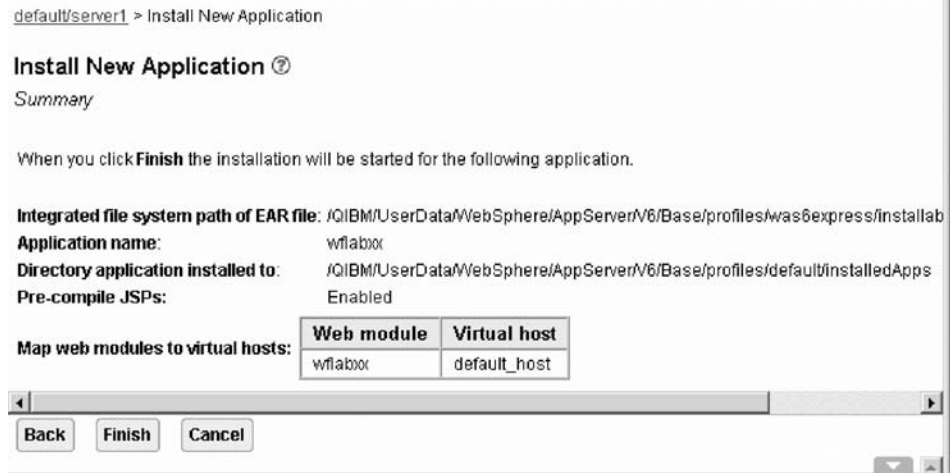 default/server1 > Install New Application
Install New Application ?
Summary
When you click Finish the installation will be started for the following application.
Integrated file system path of EAR file: /QIBM/UserData/WebSphere/AppServer/V6/Base/profiles/was6express/installab
Application name: wflabxx
Directory application installed to: /QIBM/UserData/WebSphere/AppServer/V6/Base/profiles/default/installedApps
Pre-compile JSPs: Enabled
Map web modules to virtual hosts:
Web module Virtual host
wflabxx default_host
Back Finish Cancel